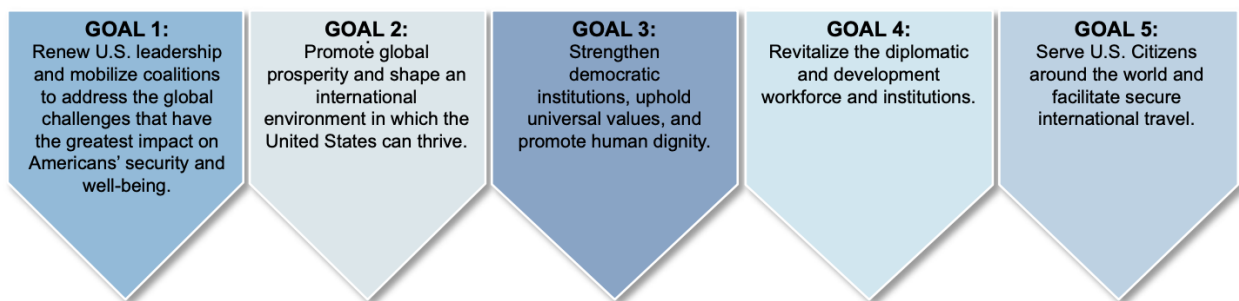 GOAL 1:
Renew U.S. leadership
and mobilize coalitions
to address the global
challenges that have
the greatest impact on
Americans' security and
well-being.
GOAL 2:
Promote global
prosperity and shape an
international
environment in which the
United States can thrive.
GOAL 3:
Strengthen
democratic
institutions, uphold
universal values, and
promote human dignity.
GOAL 4:
Revitalize the diplomatic
and development
workforce and institutions.
GOAL 5:
Serve U.S. Citizens
around the world and
facilitate secure
international travel.